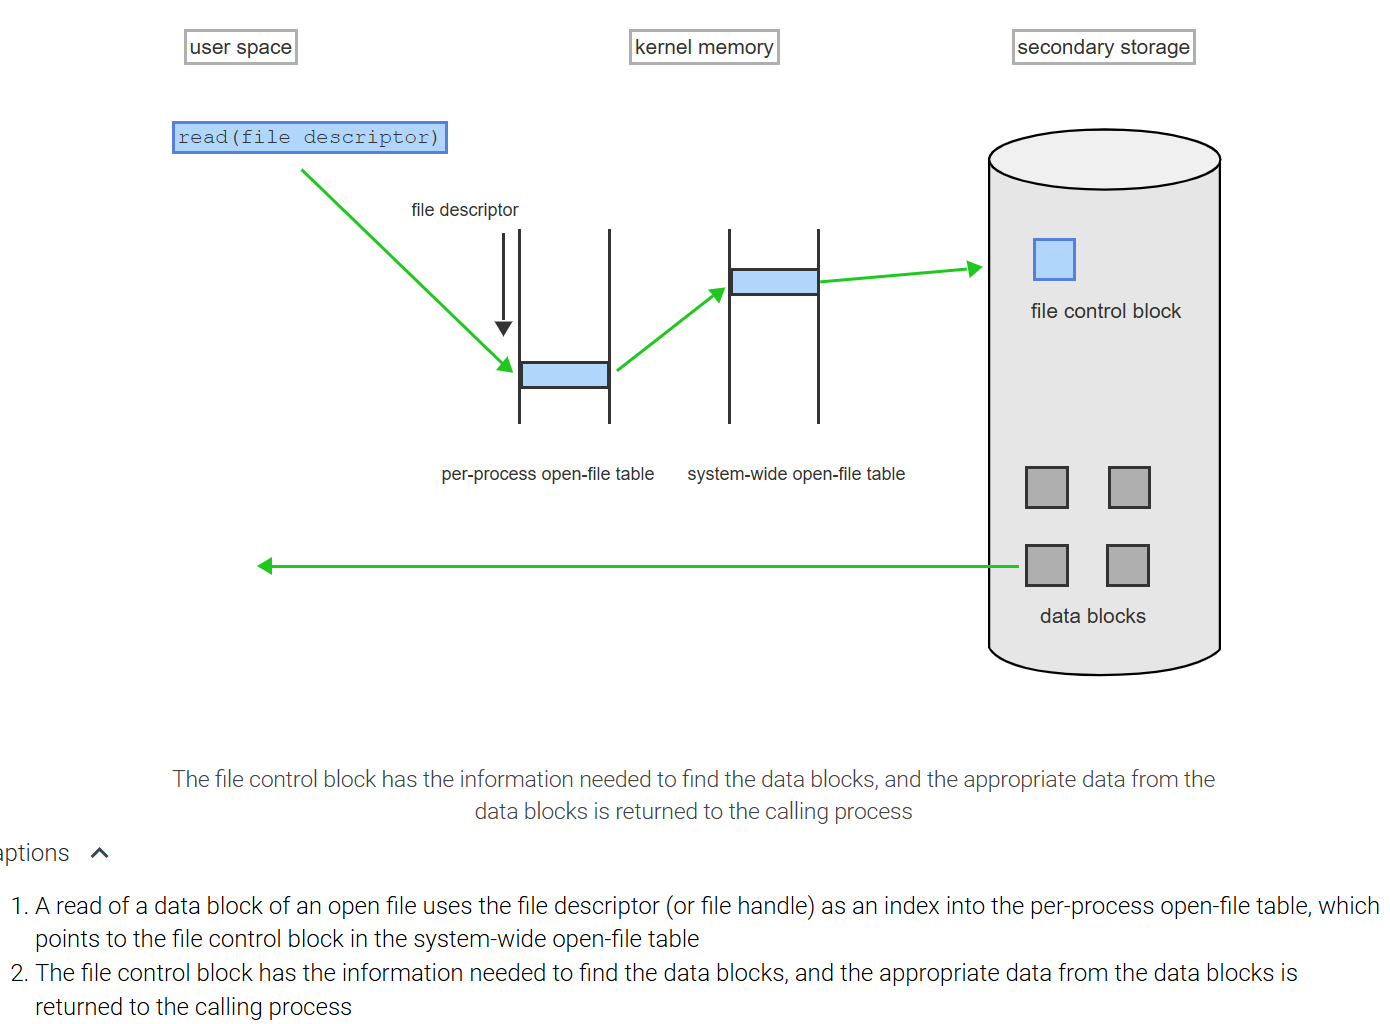 user space
kernel memory
secondary storage
read(file descriptor)
file descriptor
file control block
per-process open-file table
system-wide open-file table
data blocks
The file control block has the information needed to find the data blocks, and the appropriate data from the
data blocks is returned to the calling process
aptions
1. A read of a data block of an open file uses the file descriptor (or file handle) as an index into the per-process open-file table, which
points to the file control block in the system-wide open-file table
2. The file control block has the information needed to find the data blocks, and the appropriate data from the data blocks is
returned to the calling process